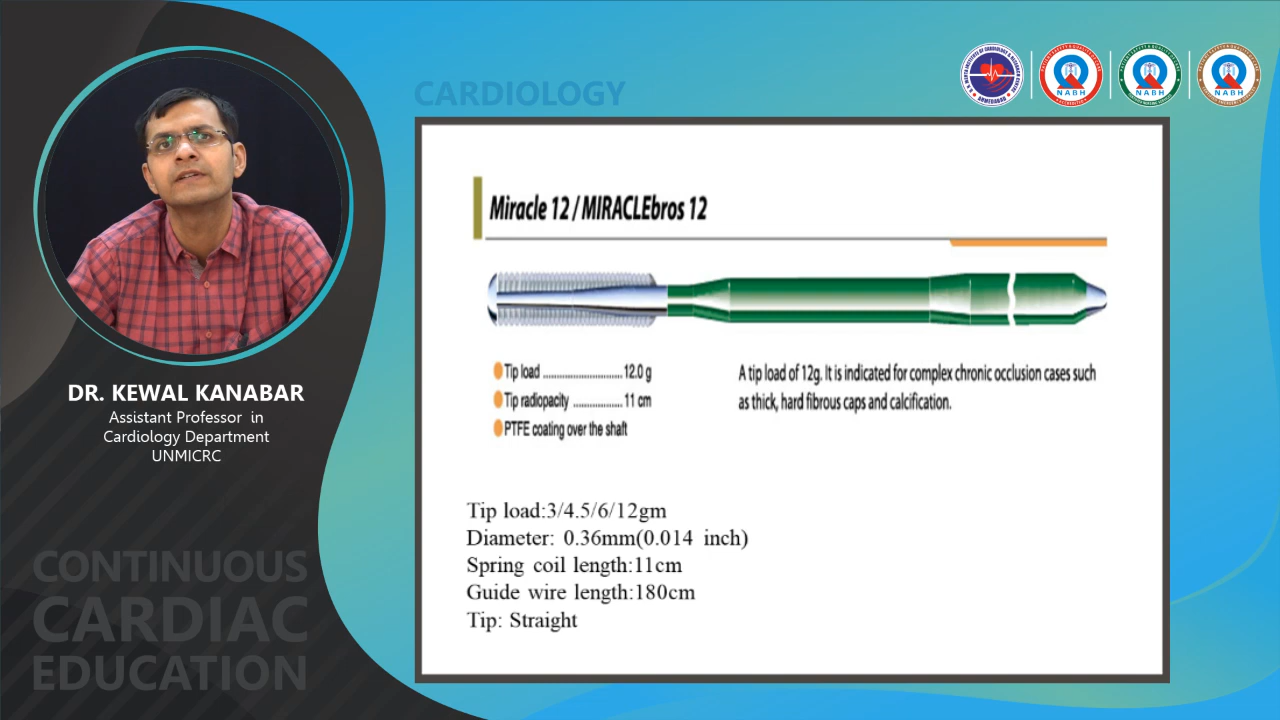 CARDIOLOGY
NABH
NABH
NABH
Miracle 12 / MIRACLEbros 12
Tip load ............................ 12.0 g
Tip radiopacity .................. 11 cm
PTFE coating over the shaft
A tip load of 12g. It is indicated for complex chronic occlusion cases such
as thick, hard fibrous caps and calcification.
Tip load:3/4.5/6/12gm
Diameter: 0.36mm(0.014 inch)
Spring coil length:11cm
Guide wire length:180cm
Tip: Straight
DR. KEWAL KANABAR
Assistant Professor in
Cardiology Department
UNMICRC
CONTINUOUS
CARDIAC
EDUCATION